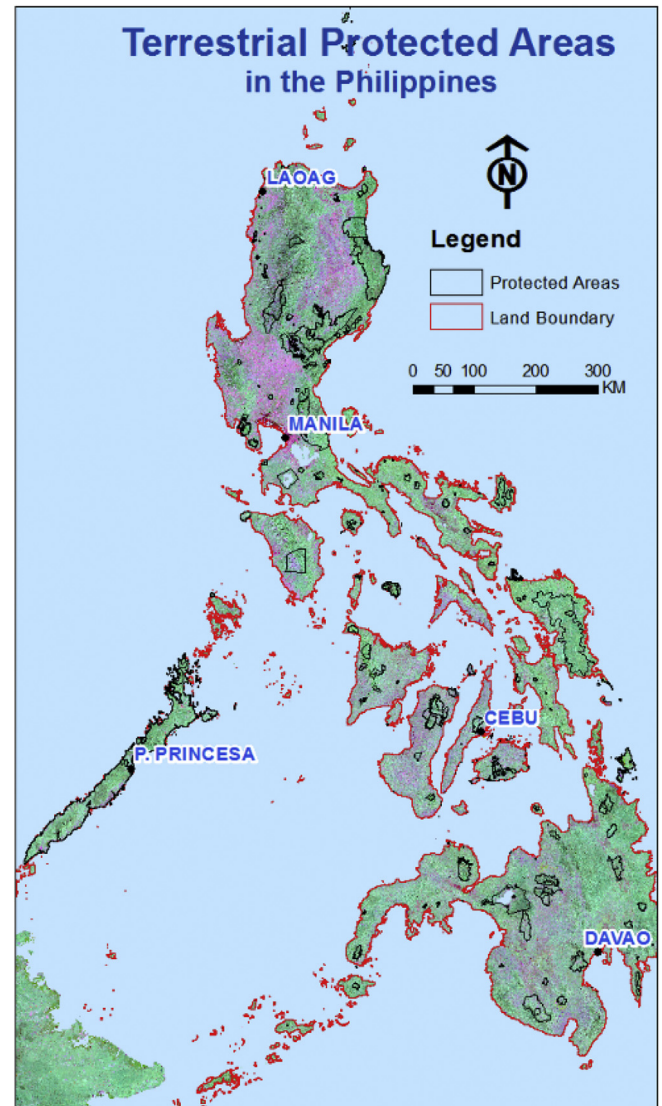 Terrestrial Protected Areas
in the Philippines
LAOAG
N
Legend
Protected Areas
Land Boundary
0 50 100 200 300
KM
MANILA
CEBU
P. PRINCESA
DAVAO